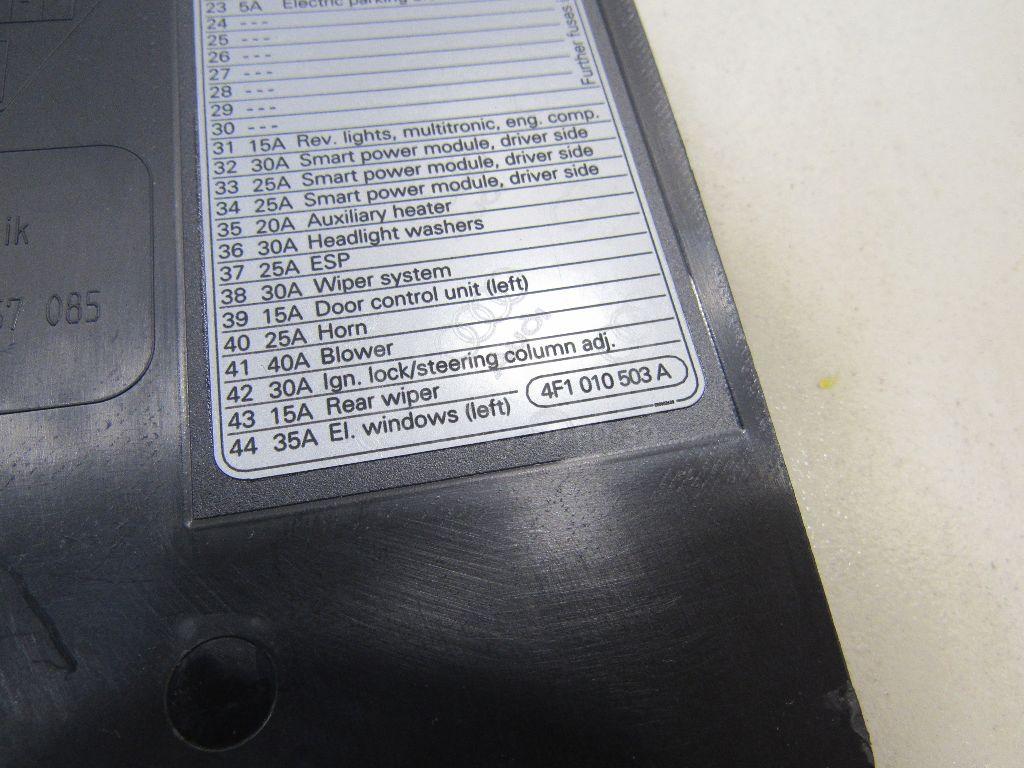 23 5A Electric parking
24 ---
25 ---
26 ---
27 ---
28 ---
29 ---
30 ---
31 15A Rev. lights, multitronic, eng. comp.
32 30A Smart power module, driver side
33 25A Smart power module, driver side
34 25A Smart power module, driver side
35 20A Auxiliary heater
36 30A Headlight washers
37 25A ESP
38 30A Wiper system
39 15A Door control unit (left)
40 25A Horn
41 40A Blower
42 30A Ign. lock/steering column adj.
43 15A Rear wiper
44 35A El. windows (left)
4F1 010 503 A
Further fuses
ik
57 085